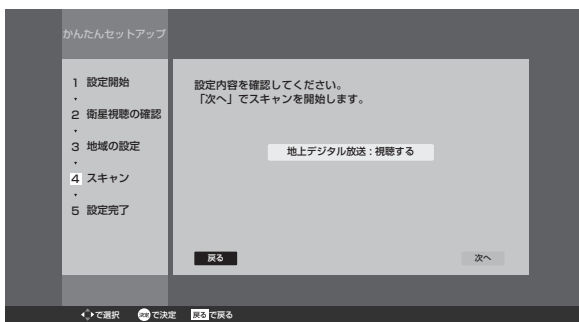 かんたんセットアップ
1 設定開始
2 衛星視聴の確認
3 地域の設定
4 スキャン
5 設定完了
設定内容を確認してください。
「次へ」でスキャンを開始します。
地上デジタル放送：視聴する
戻る
次へ
で選択 決定 で決定 戻る で戻る